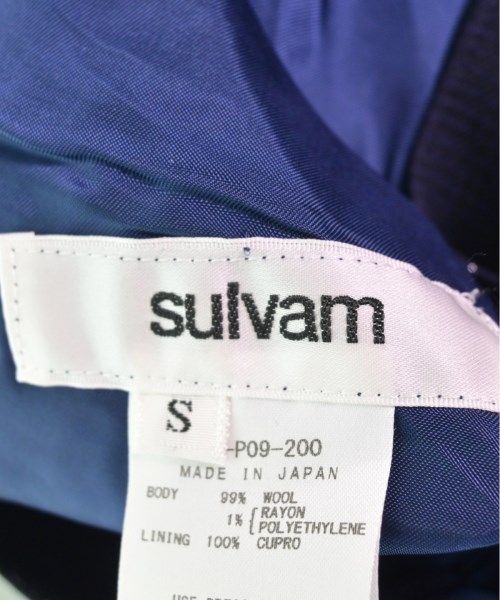 sulvam
S
-P09-200
MADE IN JAPAN
BODY 99% WOOL
1% { RAYON
POLYETHYLENE
LINING 100% CUPRO